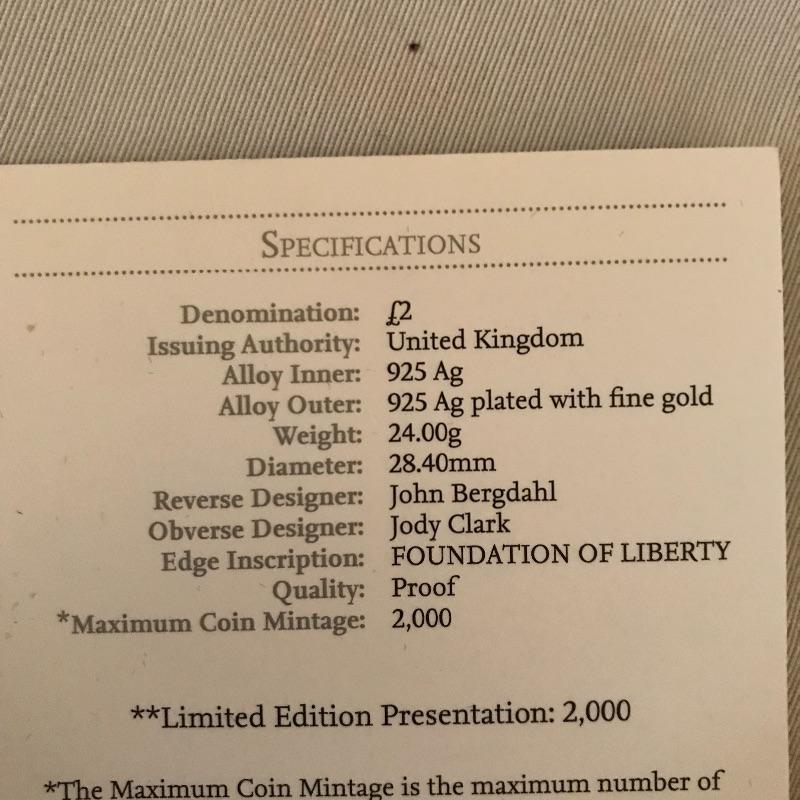 SPECIFICATIONS
Denomination: £2
Issuing Authority: United Kingdom
Alloy Inner: 925 Ag
Alloy Outer: 925 Ag plated with fine gold
Weight: 24.00g
Diameter: 28.40mm
Reverse Designer: John Bergdahl
Obverse Designer: Jody Clark
Edge Inscription: FOUNDATION OF LIBERTY
Quality: Proof
*Maximum Coin Mintage: 2,000
**Limited Edition Presentation: 2,000
*The Maximum Coin Mintage is the maximum number of